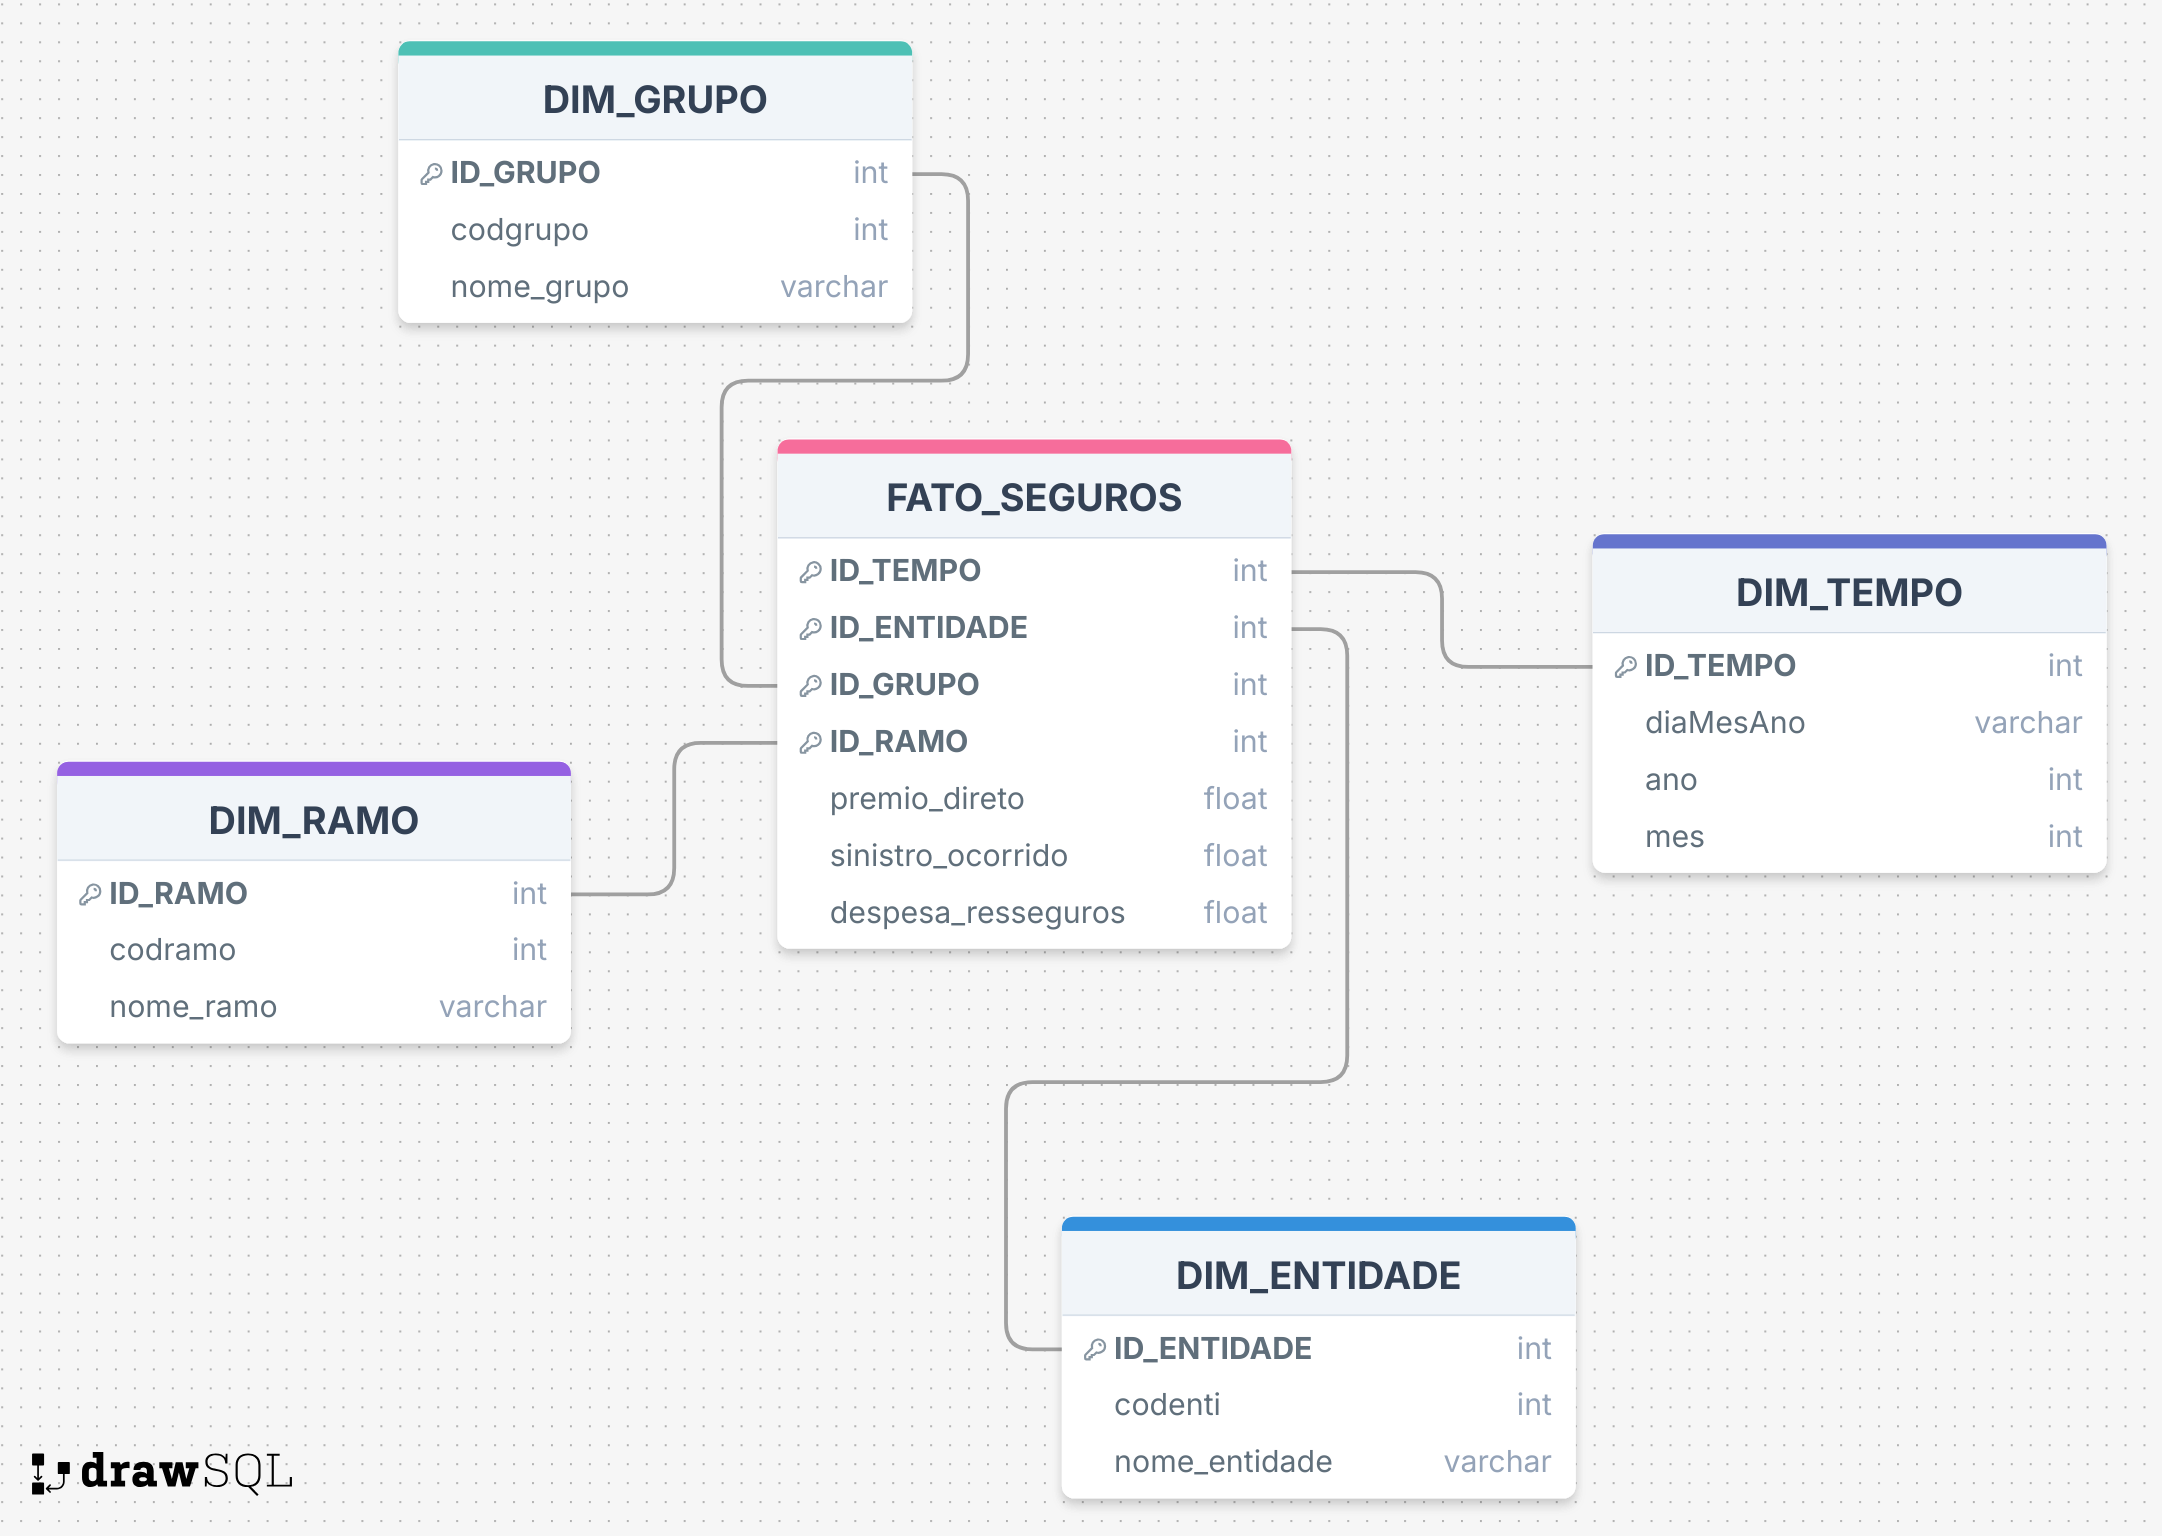 DIM_GRUPO
ID_GRUPO int
codgrupo int
nome_grupo varchar
FATO_SEGUROS
ID_TEMPO int
ID_ENTIDADE int
ID_GRUPO int
ID_RAMO int
premio_direto float
sinistro_ocorrido float
despesa_resseguros float
DIM_TEMPO
ID_TEMPO int
diaMesAno varchar
ano int
mes int
DIM_RAMO
ID_RAMO int
codramo int
nome_ramo varchar
DIM_ENTIDADE
ID_ENTIDADE int
codenti int
nome_entidade varchar
drawSQL